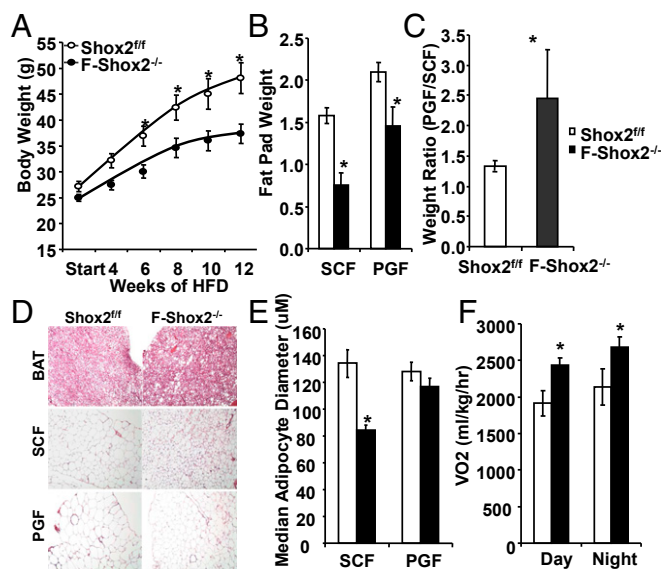 A
Shox2f/f
F-Shox2-/-
Body Weight (g)
55
50
45
40
35
30
25
20
15
* * * *
Start 4 6 8 10 12
Weeks of HFD
B
Fat Pad Weight
2.5
2.0
1.5
1.0
0.5
0.0
*
*
SCF PGF
C
Weight Ratio (PGF/SCF)
3.5
3.0
2.5
2.0
1.5
1.0
0.5
0.0
*
Shox2f/f F-Shox2-/-
Shox2f/f
F-Shox2-/-
D
Shox2f/f F-Shox2-/-
BAT
SCF
PGF
E
Median Adipocyte Diameter (uM)
160
140
120
100
80
60
40
20
0
*
SCF PGF
F
VO2 (ml/kg/hr)
3000
2500
2000
1500
1000
500
0
*
*
Day Night